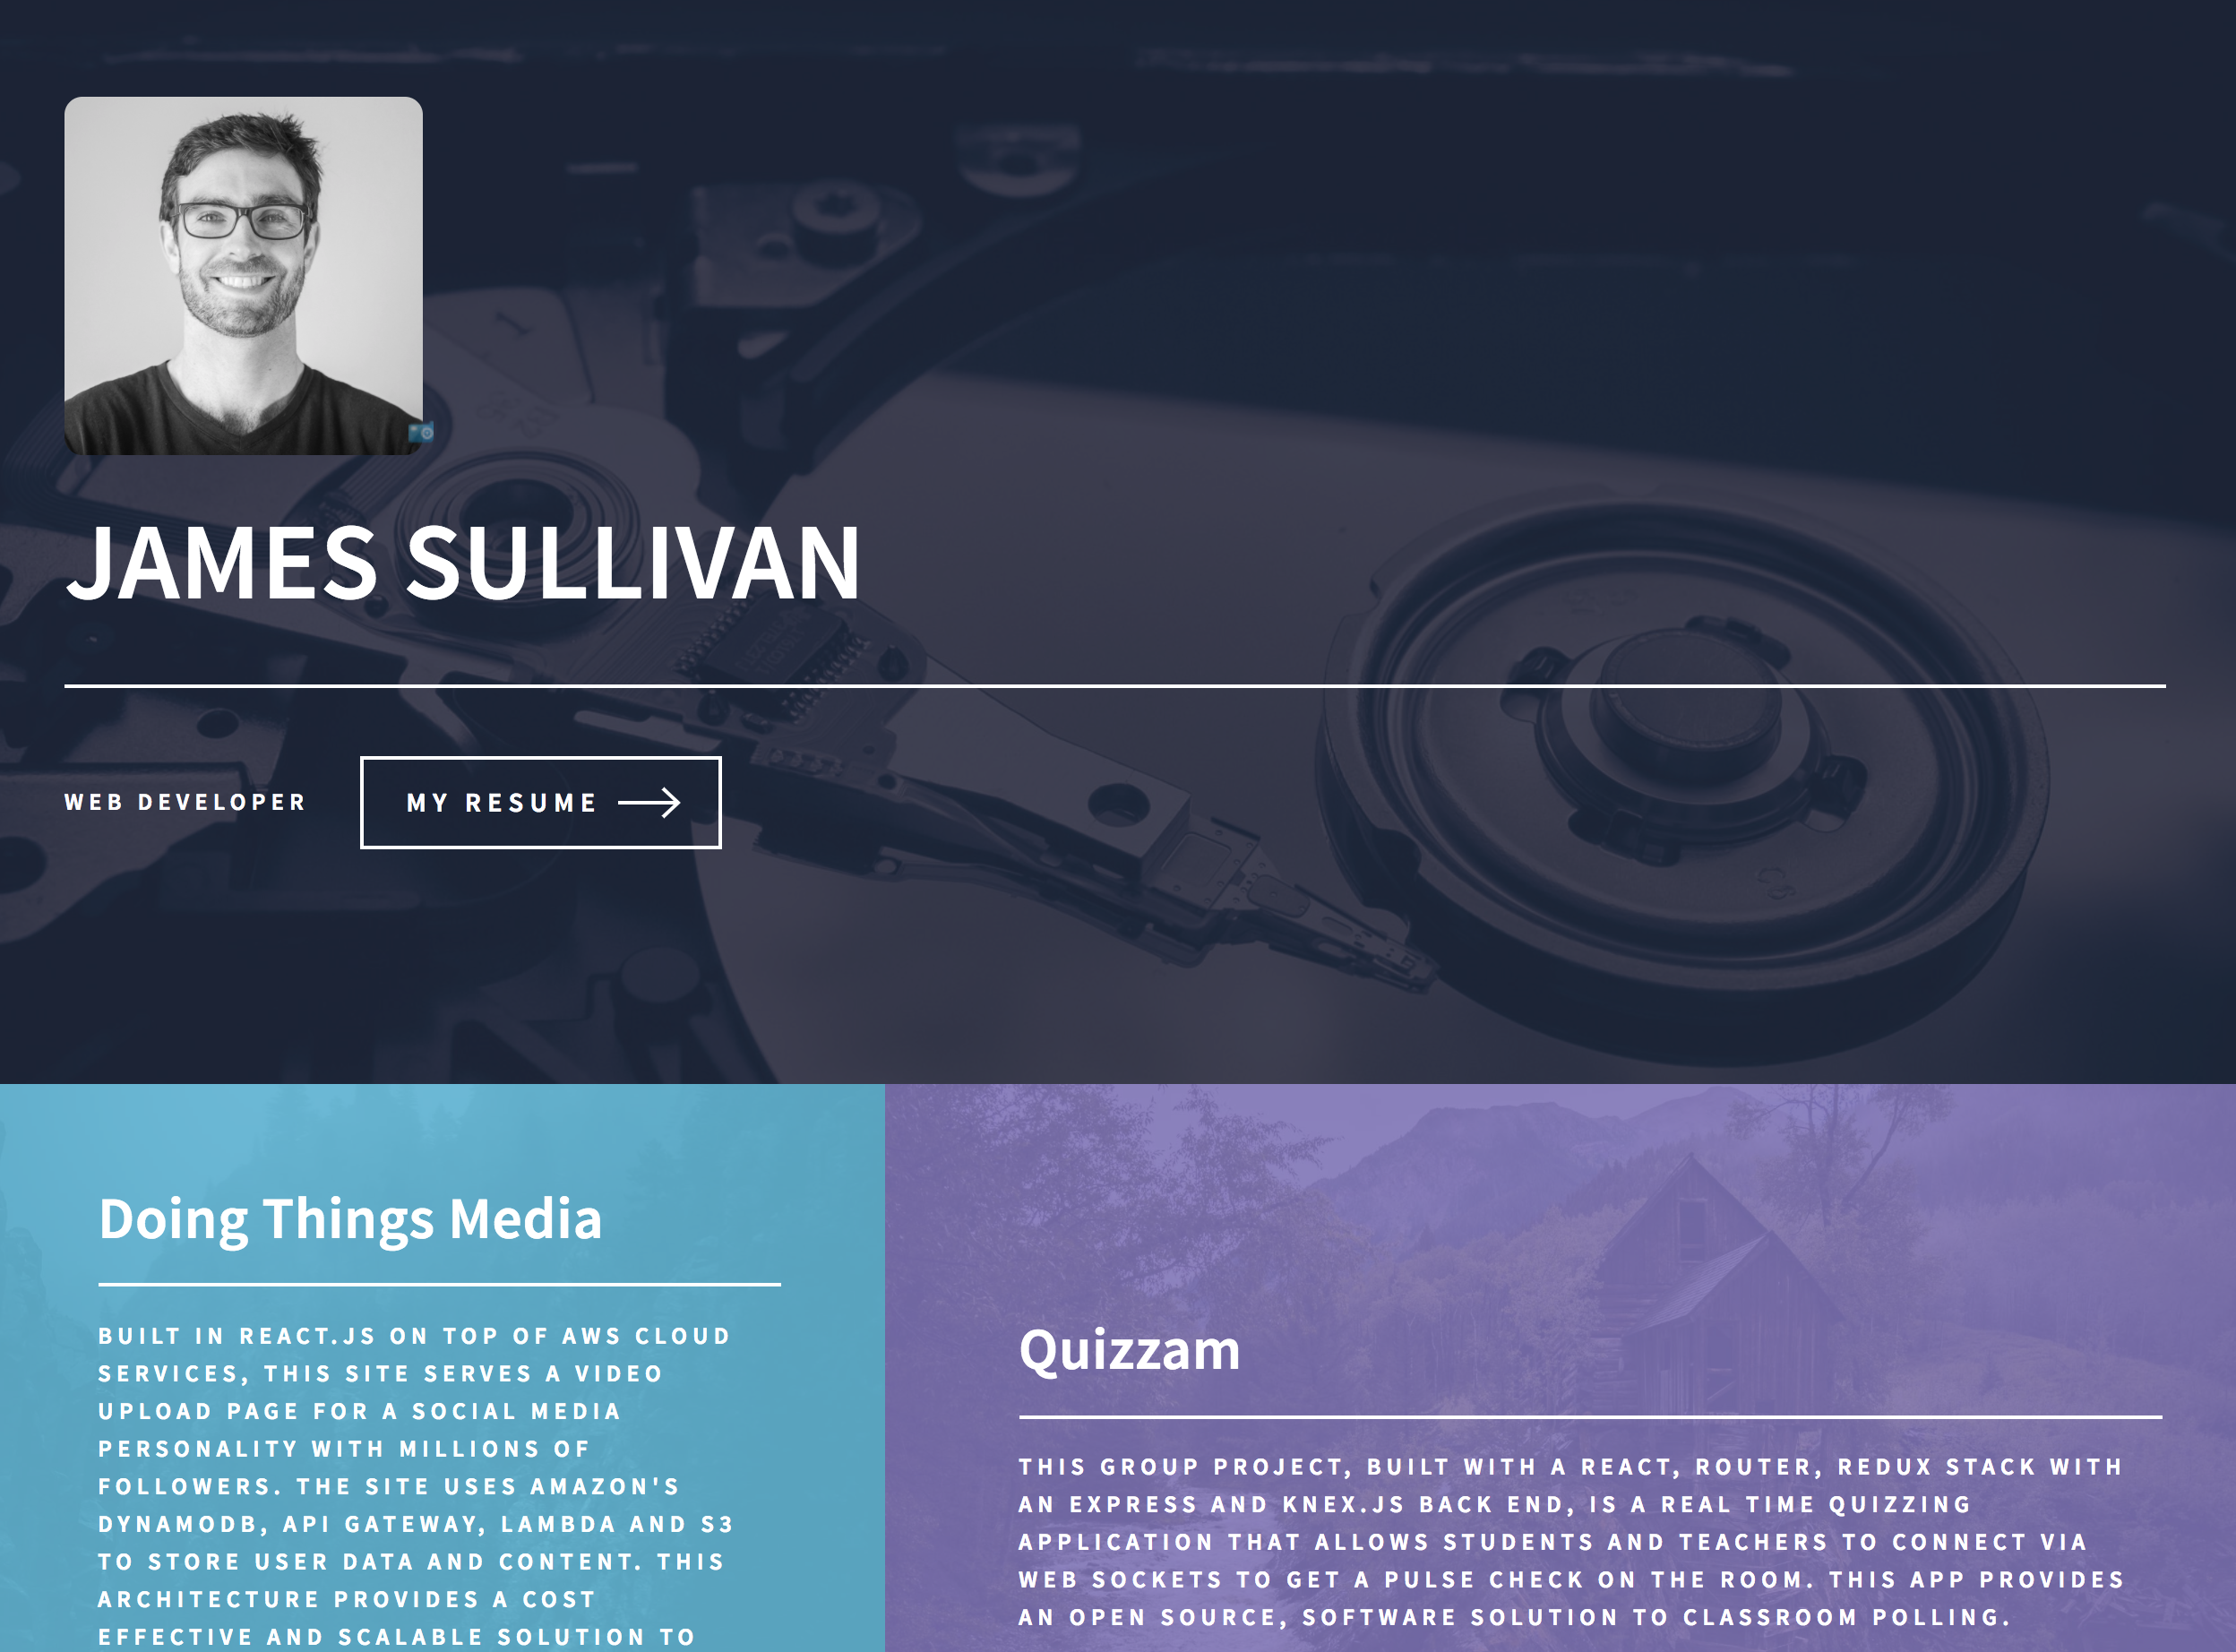 JAMES SULLIVAN
WEB DEVELOPER
MY RESUME
Doing Things Media
BUILT IN REACT.JS ON TOP OF AWS CLOUD
SERVICES, THIS SITE SERVES A VIDEO
UPLOAD PAGE FOR A SOCIAL MEDIA
PERSONALITY WITH MILLIONS OF
FOLLOWERS. THE SITE USES AMAZON'S
DYNAMODB, API GATEWAY, LAMBDA AND S3
TO STORE USER DATA AND CONTENT. THIS
ARCHITECTURE PROVIDES A COST
EFFECTIVE AND SCALABLE SOLUTION TO
Quizzam
THIS GROUP PROJECT, BUILT WITH A REACT, ROUTER, REDUX STACK WITH
AN EXPRESS AND KNEX.JS BACK END, IS A REAL TIME QUIZZING
APPLICATION THAT ALLOWS STUDENTS AND TEACHERS TO CONNECT VIA
WEB SOCKETS TO GET A PULSE CHECK ON THE ROOM. THIS APP PROVIDES
AN OPEN SOURCE, SOFTWARE SOLUTION TO CLASSROOM POLLING.